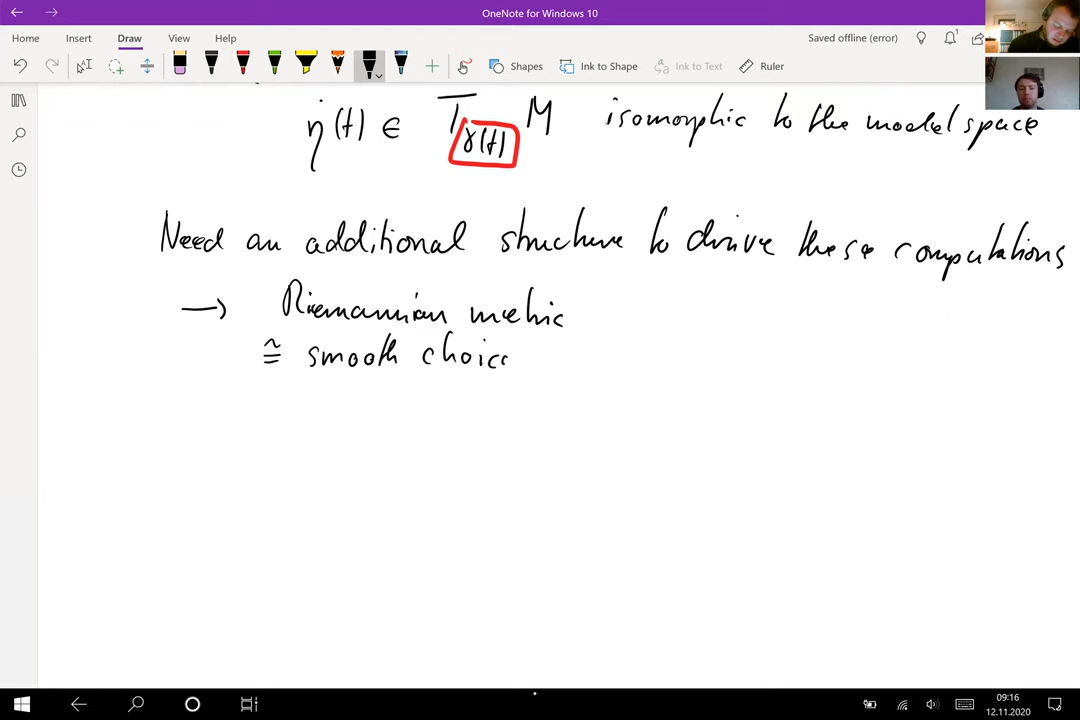 OneNote for Windows 10
Home Insert Draw View Help Saved offline (error)
Shapes Ink to Shape Ink to Text Ruler
γ̇(t) ∈ T_γ(t) M isomorphic to the model space
Need an additional structure to drive these computations
→ Riemannian metric
≅ smooth choice
09:16
12.11.2020